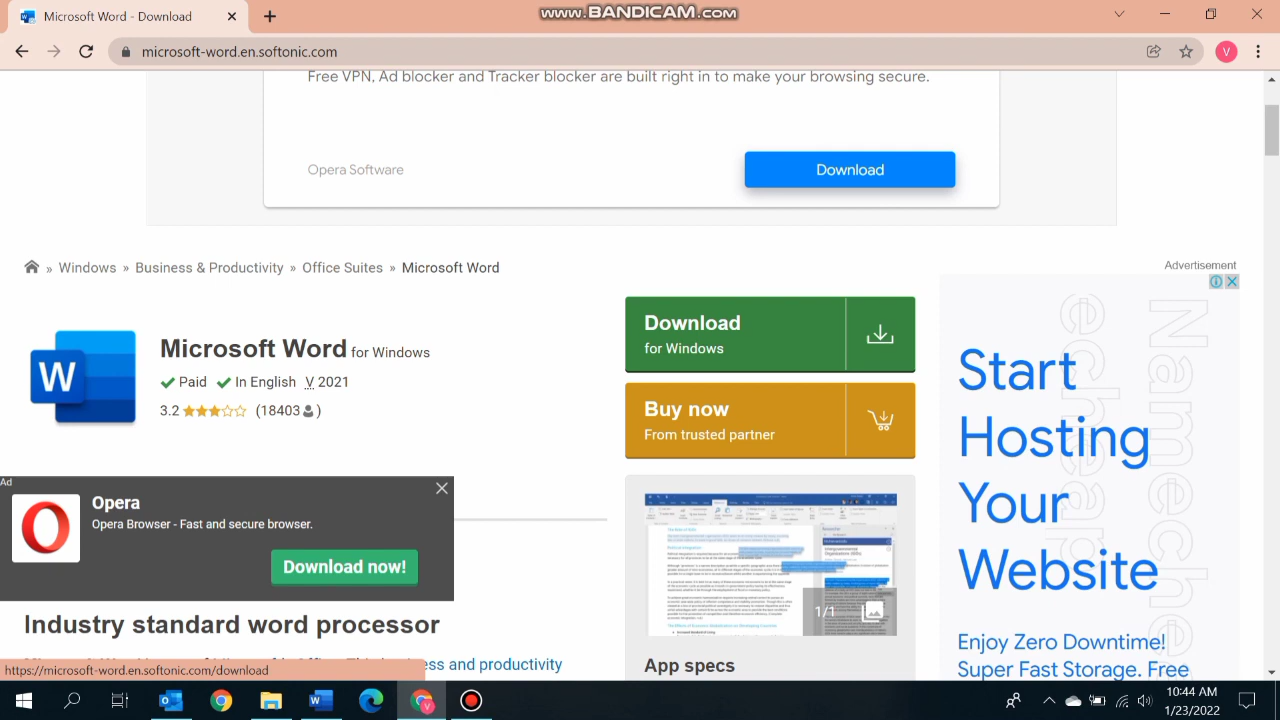 Microsoft Word - Download
www.BANDICAM.com
microsoft-word.en.softonic.com
V
Free VPN, Ad blocker and Tracker blocker are built right in to make your browsing secure.
Opera Software
Download
» Windows » Business & Productivity » Office Suites » Microsoft Word
Advertisement
Microsoft Word for Windows
Paid In English V 2021
3.2 (18403)
W
Download
for Windows
Buy now
From trusted partner
Start
Hosting
Your
Website
Enjoy Zero Downtime!
Super Fast Storage. Free
Ad
Opera
Opera Browser - Fast and secure browser.
Download now!
1/1
stry standard word processor
ess and productivity
App specs
https://microsoft-word.en.softonic.com/download
10:44 AM
1/23/2022